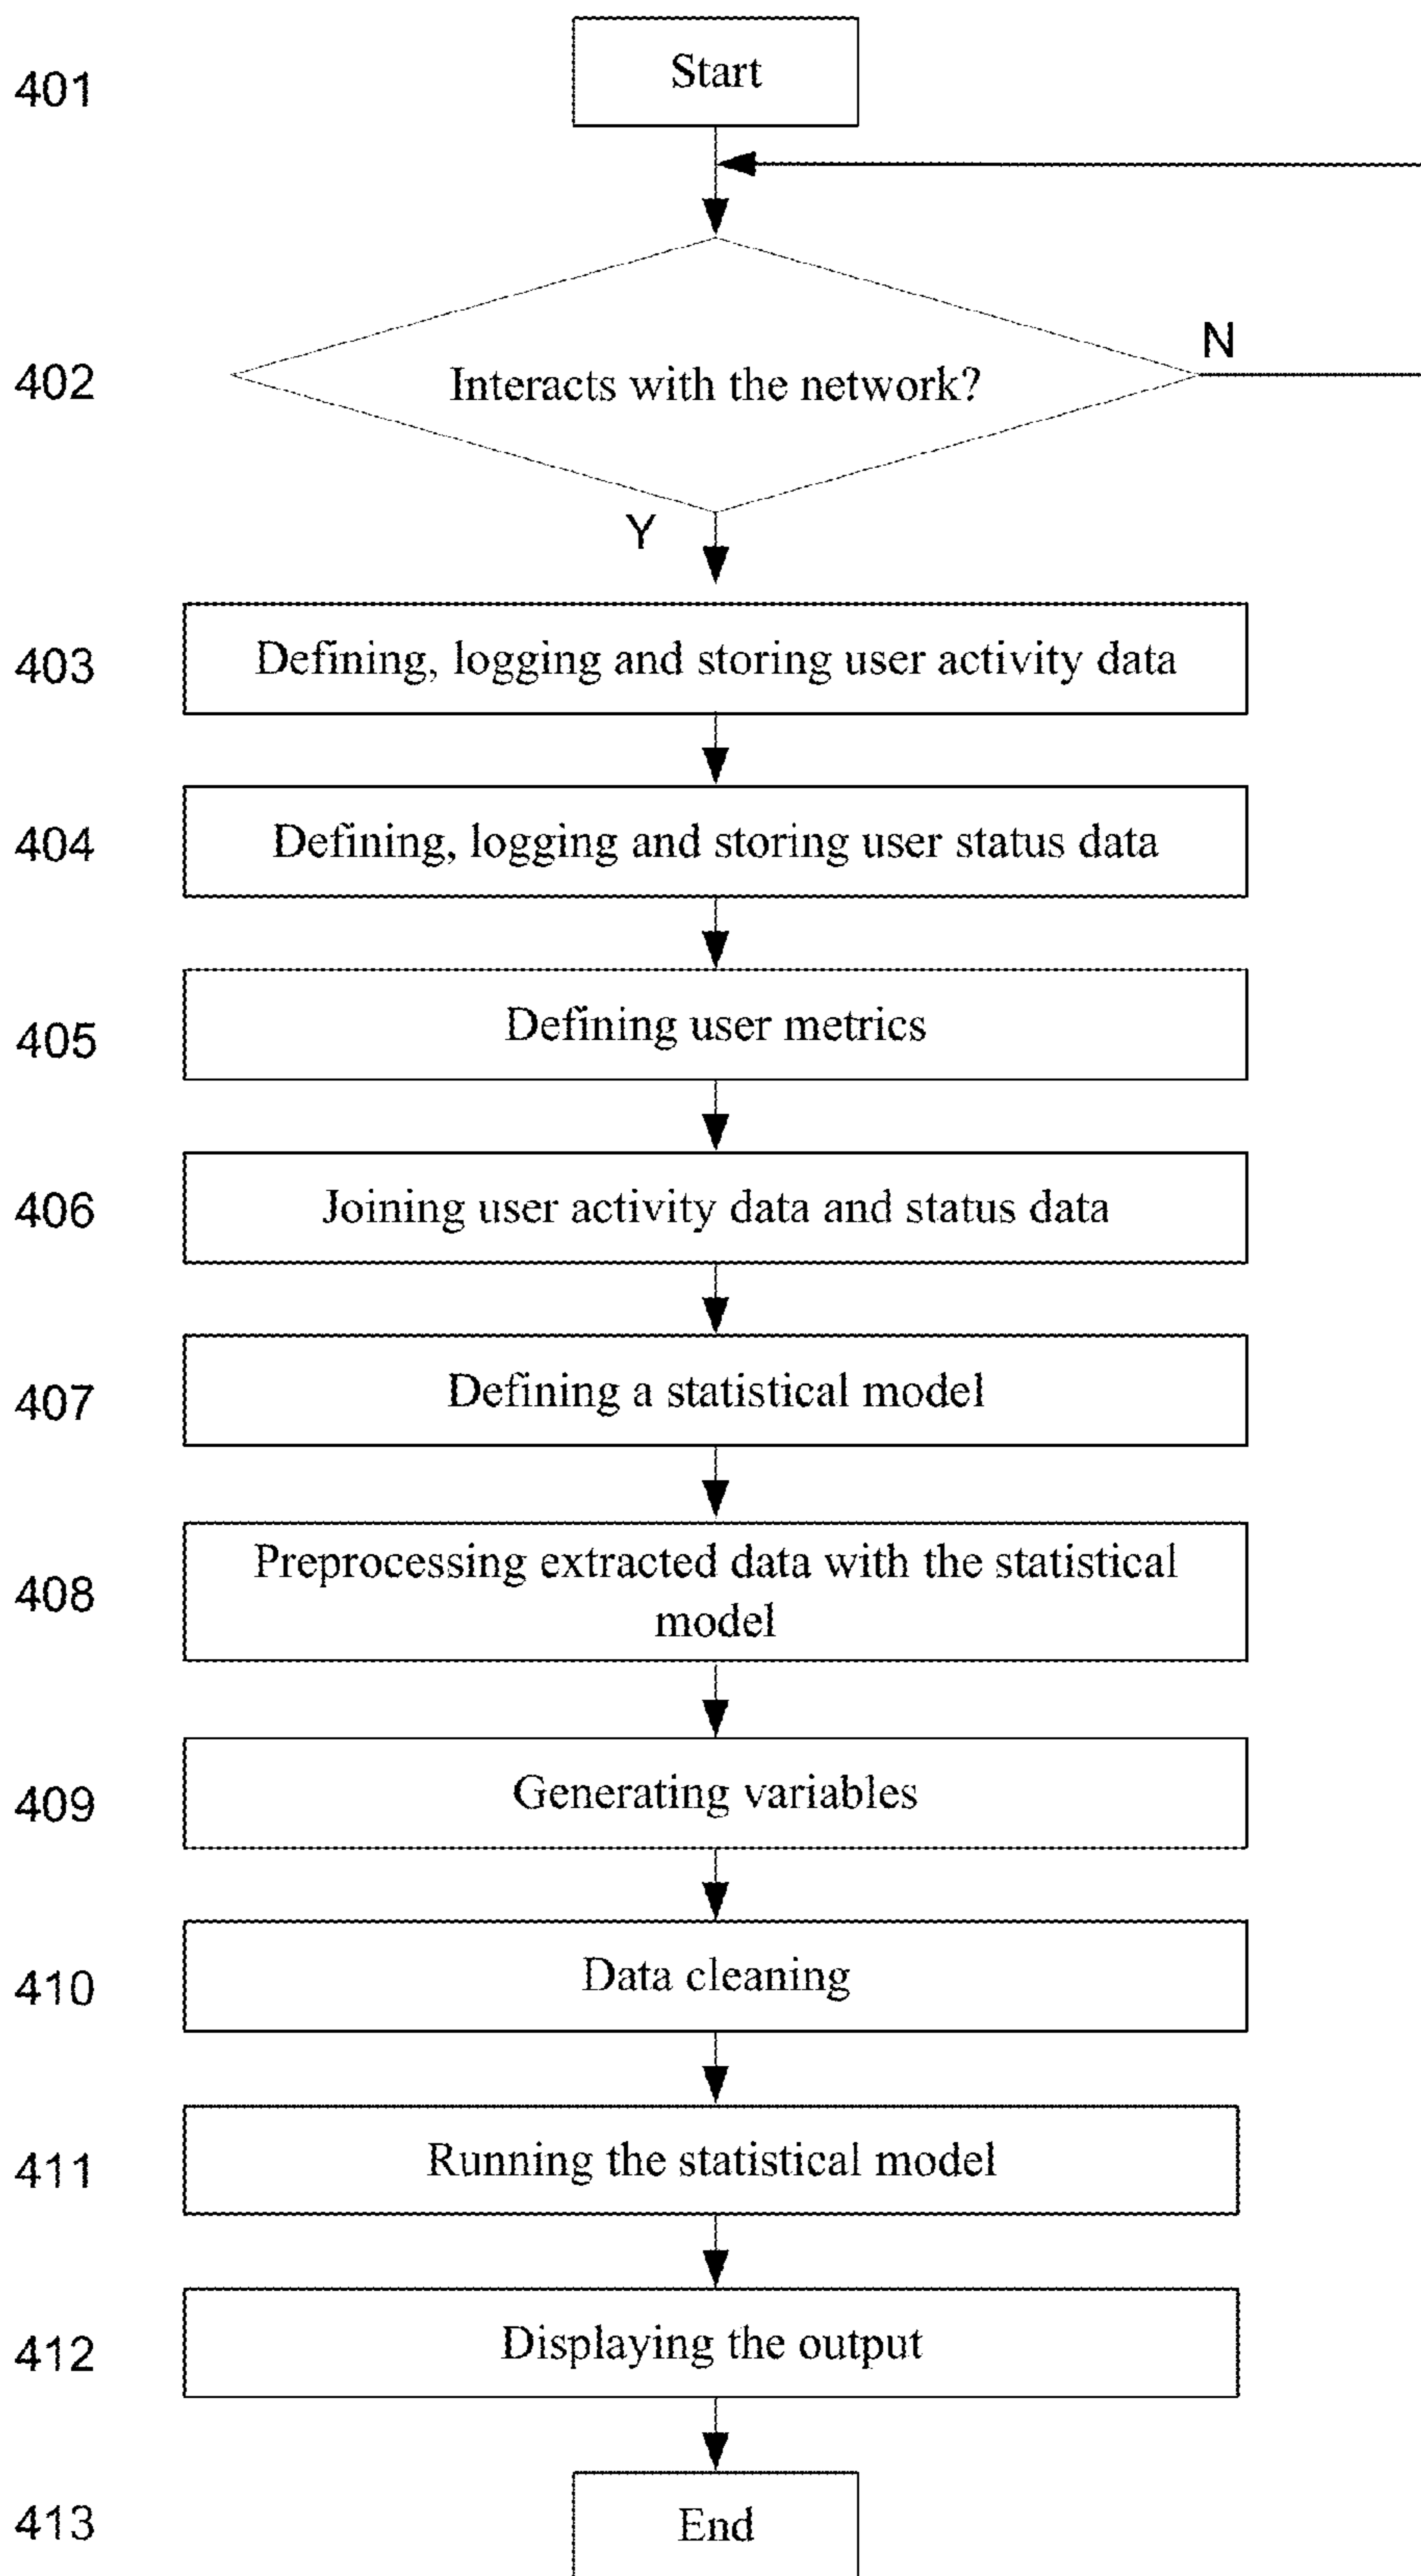 401
Start
402
Interacts with the network?
N
Y
403
Defining, logging and storing user activity data
404
Defining, logging and storing user status data
405
Defining user metrics
406
Joining user activity data and status data
407
Defining a statistical model
408
Preprocessing extracted data with the statistical
model
409
Generating variables
410
Data cleaning
411
Running the statistical model
412
Displaying the output
413
End